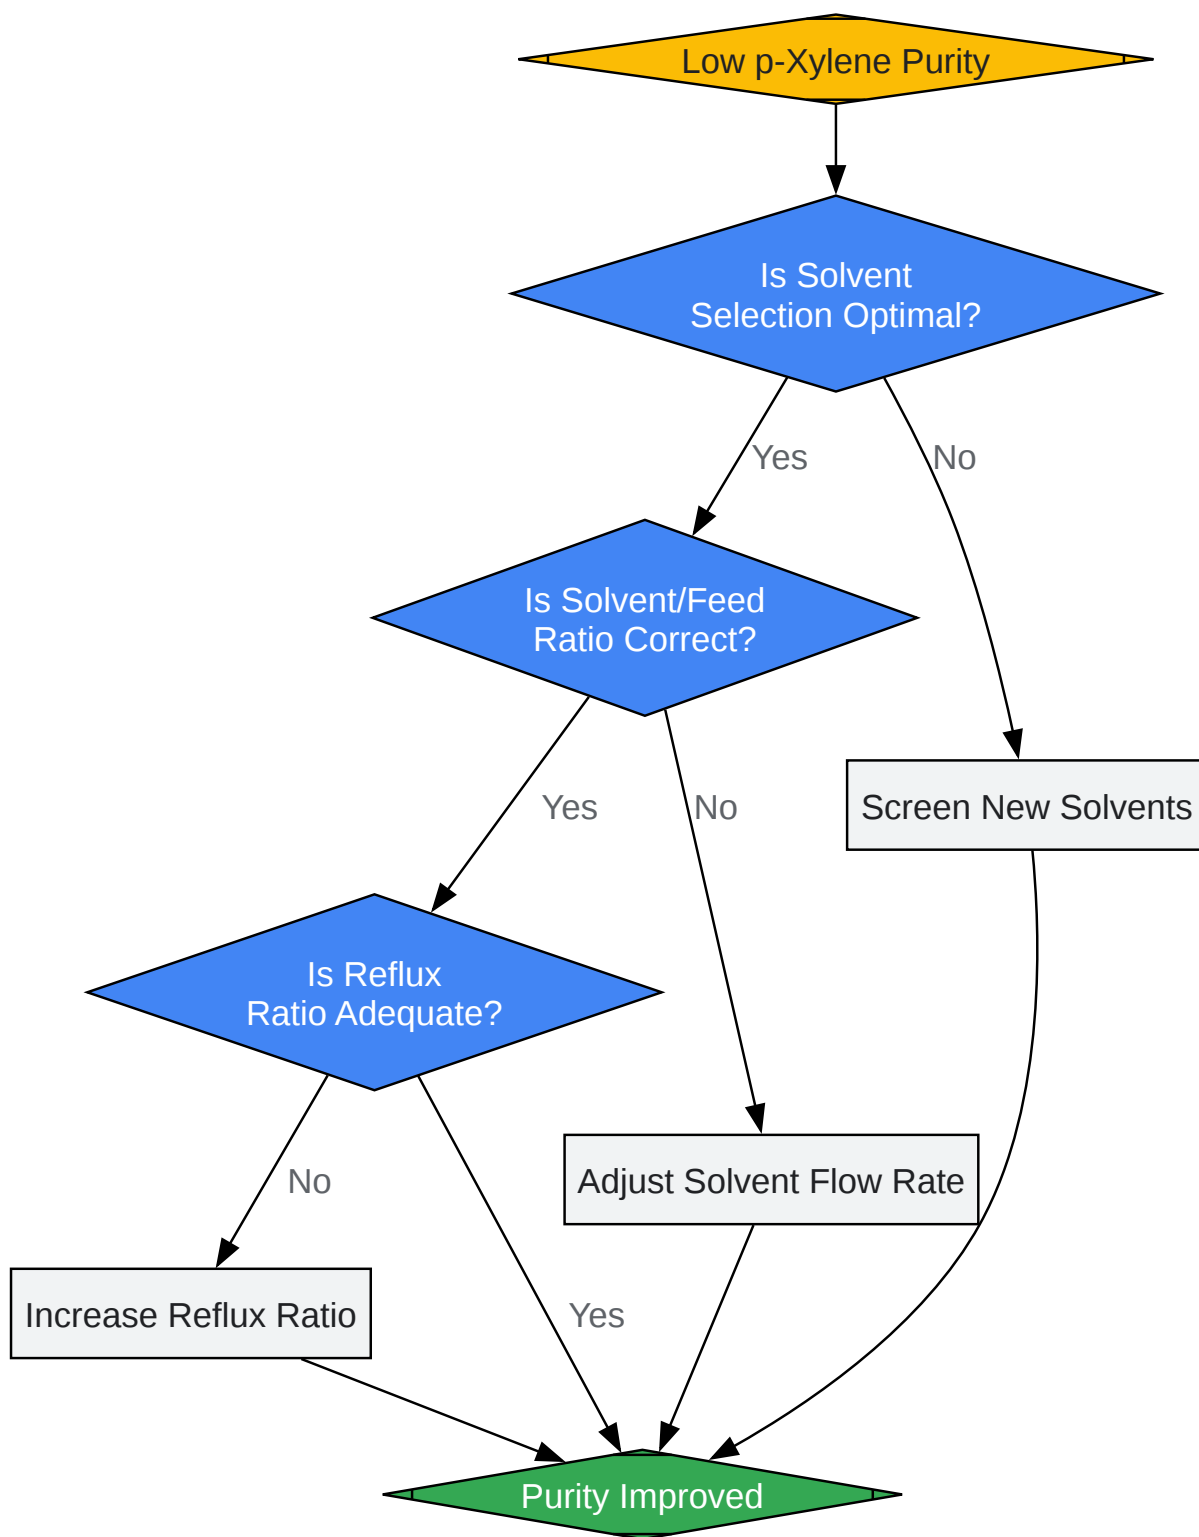 Low p-Xylene Purity
Is Solvent
Selection Optimal?
Yes
No
Is Solvent/Feed
Ratio Correct?
Yes
No
Screen New Solvents
Is Reflux
Ratio Adequate?
No
Adjust Solvent Flow Rate
Increase Reflux Ratio
Yes
Purity Improved